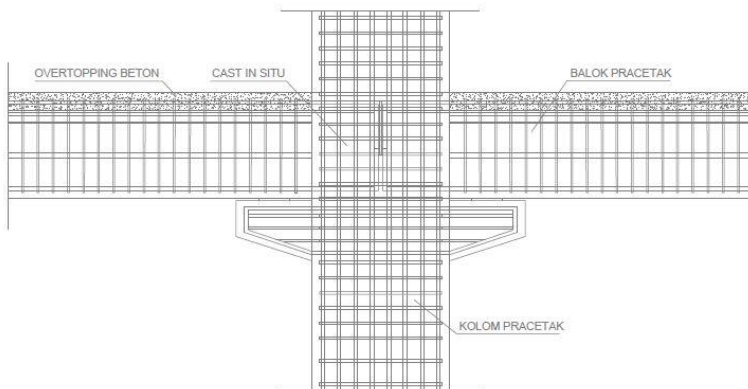 OVERTOPPING BETON
CAST IN SITU
BALOK PRACETAK
KOLOM PRACETAK